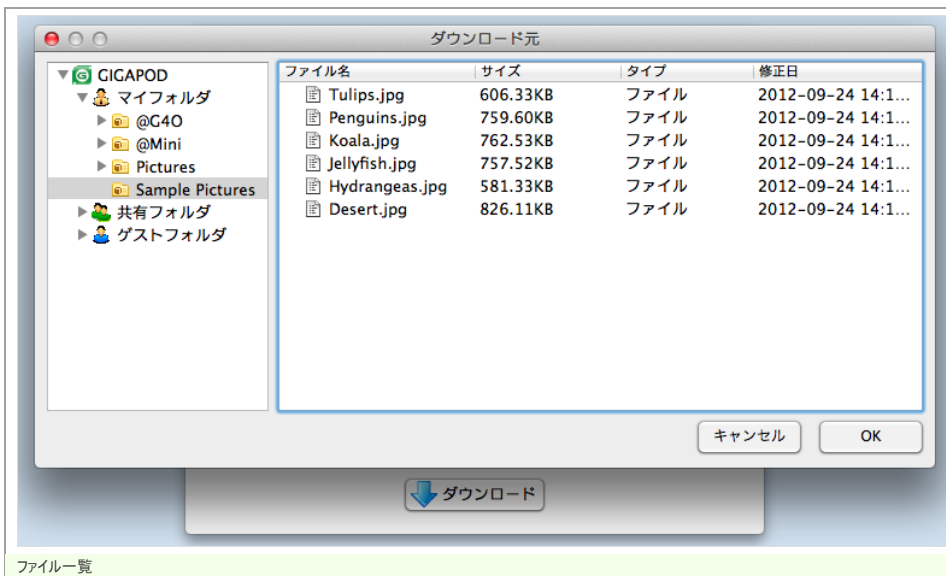 ダウンロード元
GIGAPOD
マイフォルダ
@G4O
@Mini
Pictures
Sample Pictures
共有フォルダ
ゲストフォルダ
ファイル名 サイズ タイプ 修正日
Tulips.jpg 606.33KB ファイル 2012-09-24 14:1...
Penguins.jpg 759.60KB ファイル 2012-09-24 14:1...
Koala.jpg 762.53KB ファイル 2012-09-24 14:1...
Jellyfish.jpg 757.52KB ファイル 2012-09-24 14:1...
Hydrangeas.jpg 581.33KB ファイル 2012-09-24 14:1...
Desert.jpg 826.11KB ファイル 2012-09-24 14:1...
キャンセル OK
ダウンロード
ファイル一覧